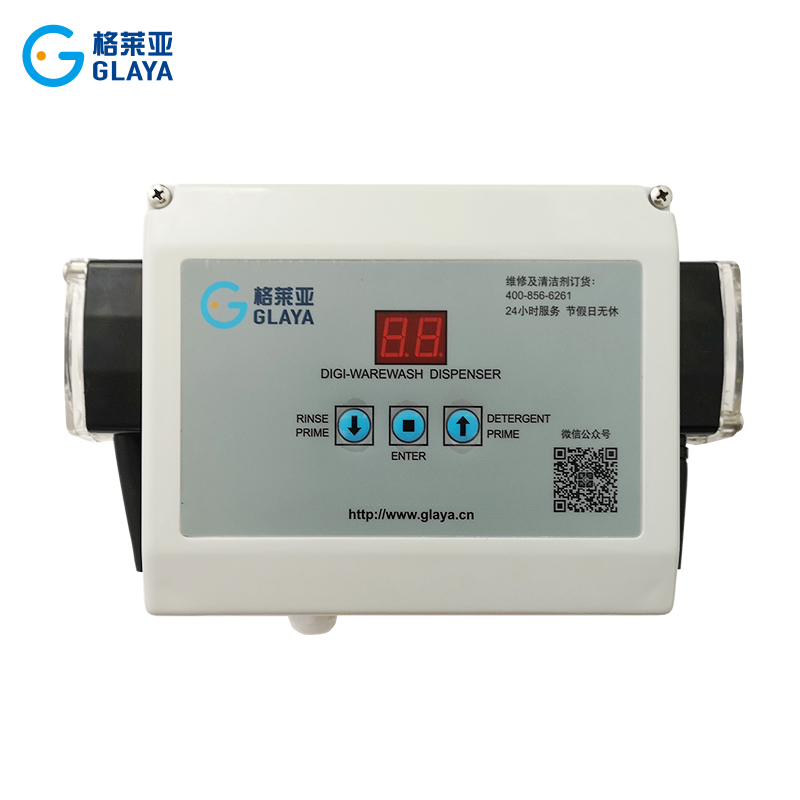 格莱亚
GLAYA
格莱亚
GLAYA
维修及清洁剂订货:
400-856-6261
24小时服务 节假日无休
8.8.
DIGI-WAREWASH DISPENSER
RINSE
PRIME
DETERGENT
PRIME
ENTER
微信公众号
http://www.glaya.cn